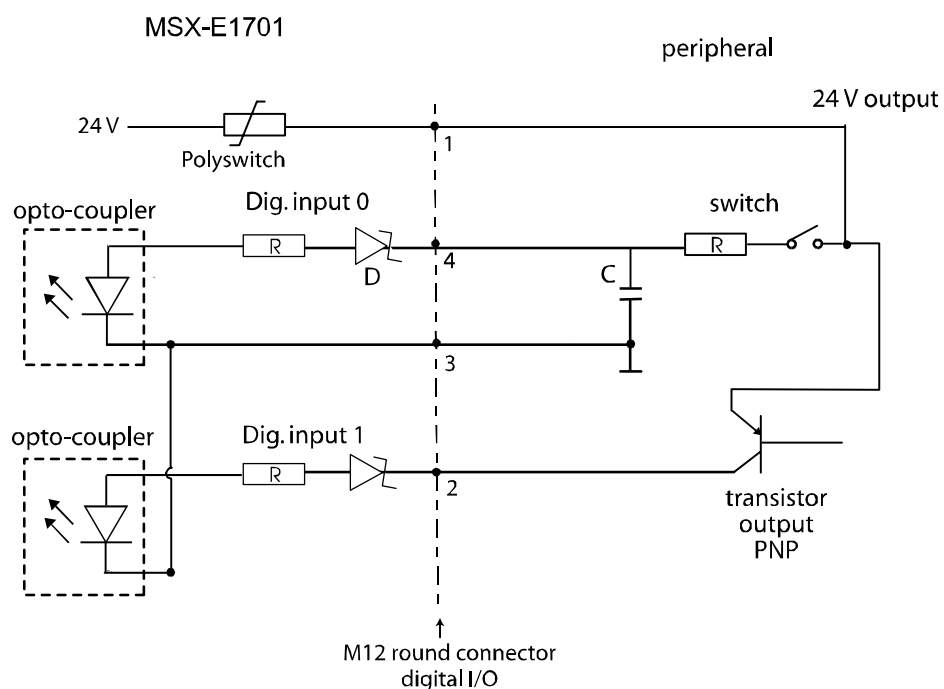 MSX-E1701
peripheral
24 V output
24 V
Polyswitch
1
opto-coupler
Dig. input 0
switch
R
D
4
R
C
3
opto-coupler
Dig. input 1
R
2
transistor
output
PNP
M12 round connector
digital I/O